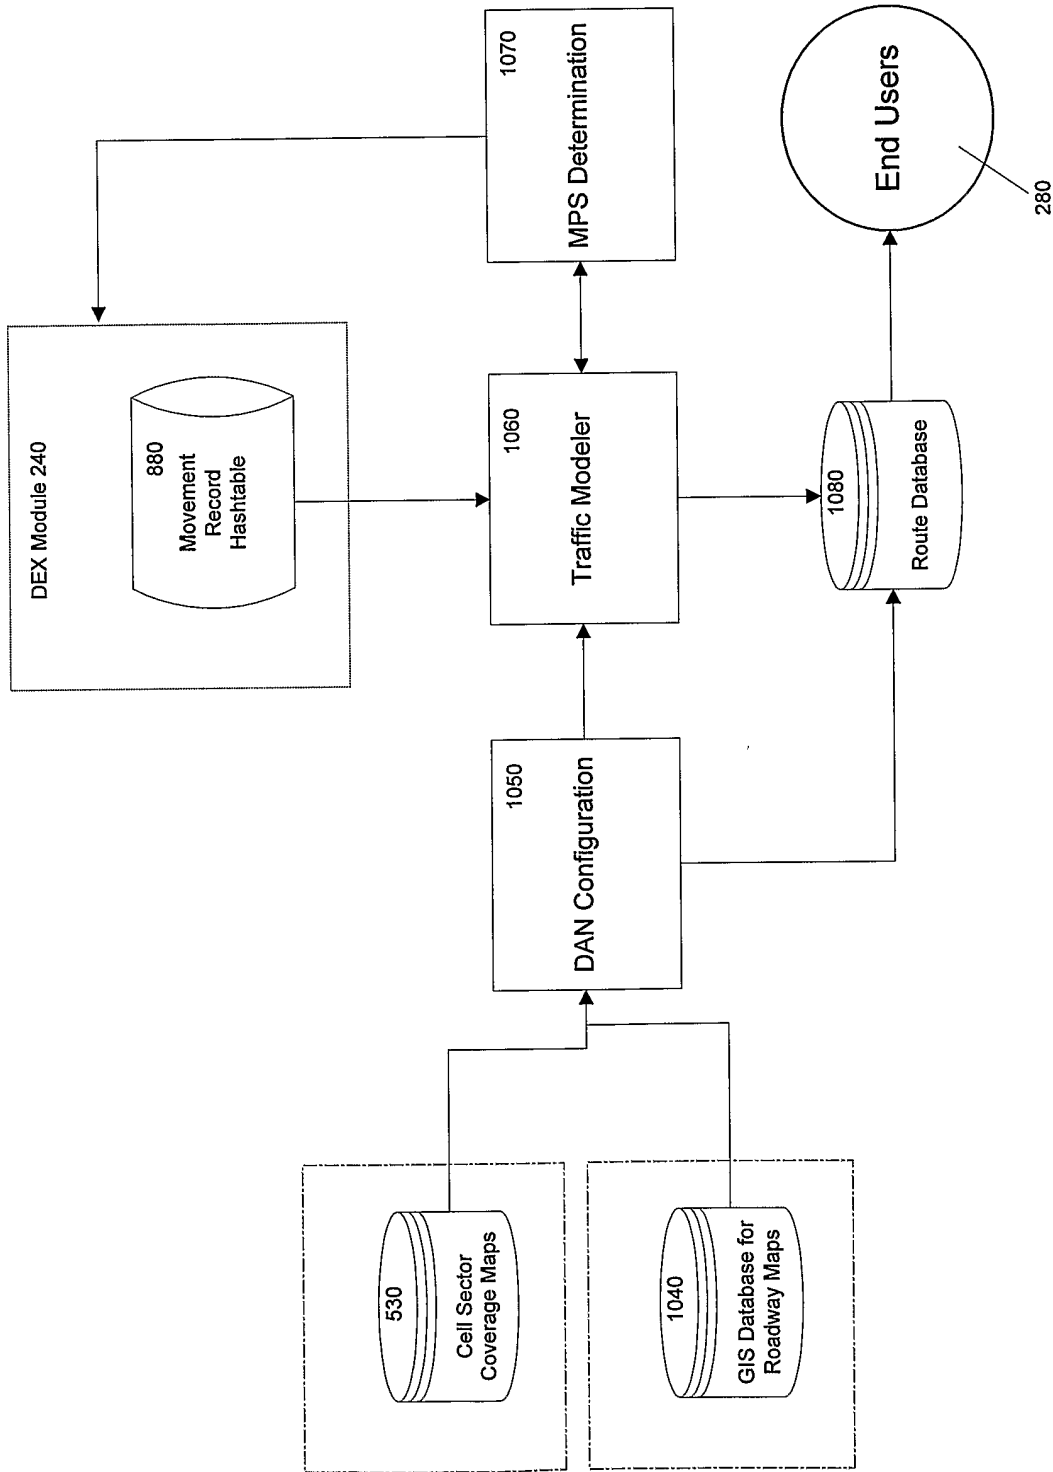 DEX Module 240
880
Movement
Record
Hashtable
1070
MPS Determination
1060
Traffic Modeler
1050
DAN Configuration
530
Cell Sector
Coverage Maps
1040
GIS Database for
Roadway Maps
1080
Route Database
End Users
280